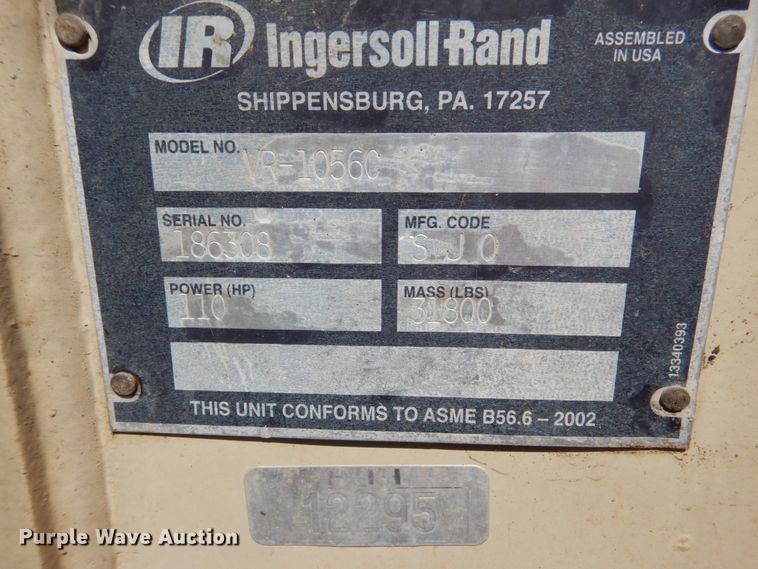 IR Ingersoll-Rand
ASSEMBLED
IN USA
SHIPPENSBURG, PA. 17257
MODEL NO. VR-1056C
SERIAL NO. 186308
MFG. CODE S J O
POWER (HP) 110
MASS (LBS) 31800
13340393
THIS UNIT CONFORMS TO ASME B56.6 – 2002
12295
Purple Wave Auction